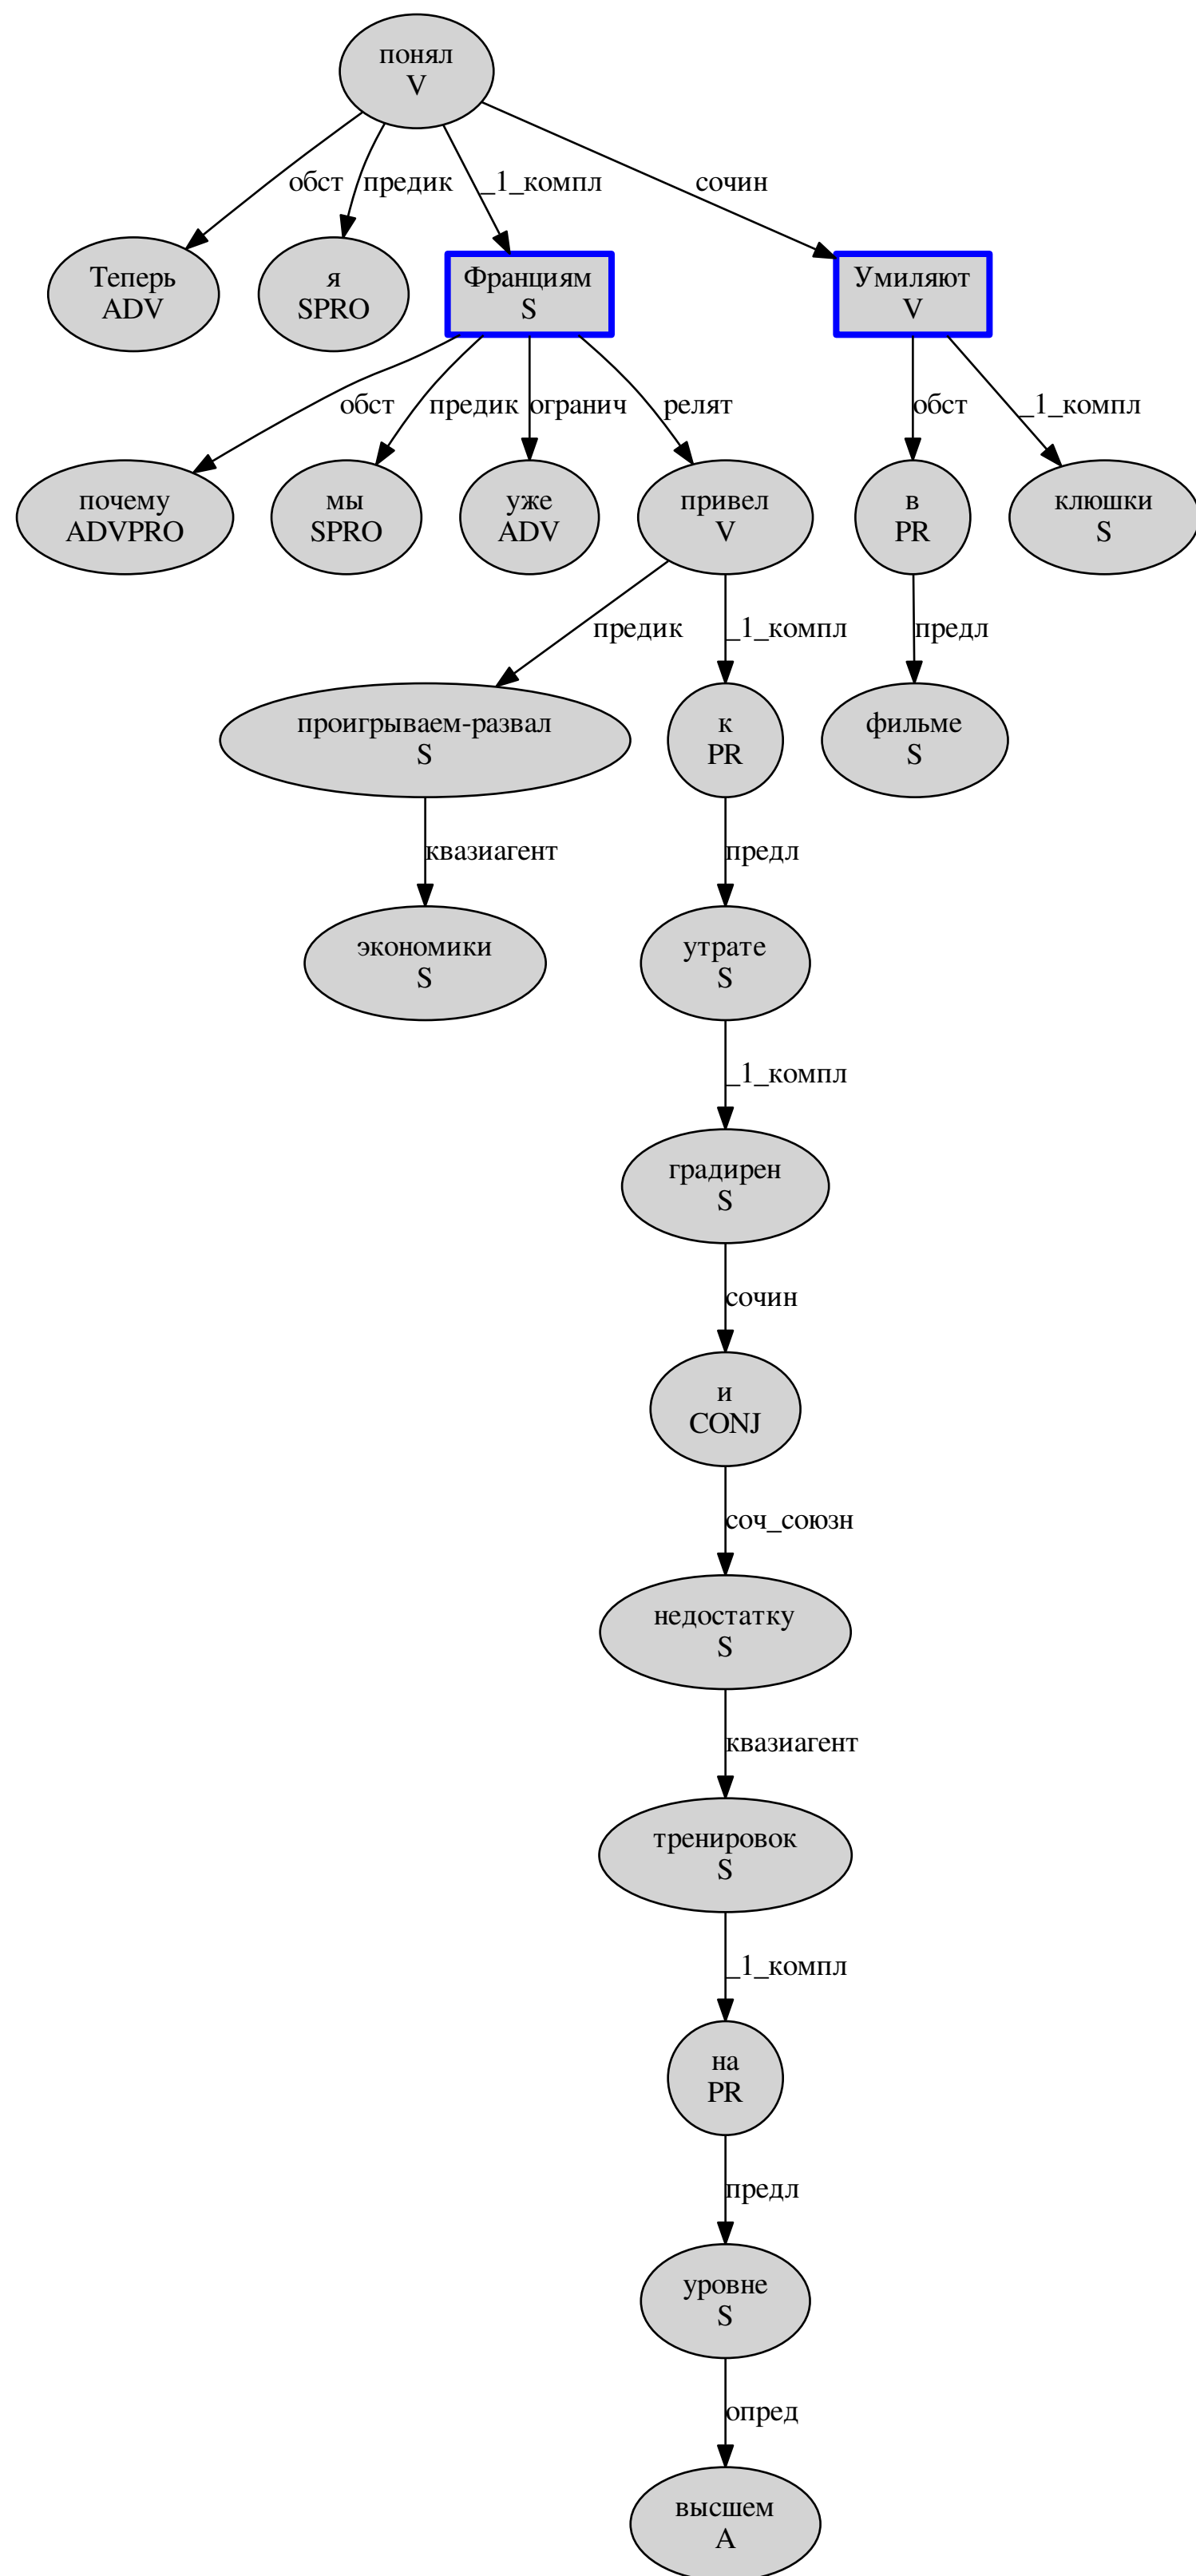 понял
V
обст
предик
_1_компл
сочин
Теперь
ADV
я
SPRO
Франциям
S
Умиляют
V
обст
предик
огранич
релят
обст
_1_компл
почему
ADVPRO
мы
SPRO
уже
ADV
привел
V
в
PR
клюшки
S
предик
_1_компл
предл
проигрываем-развал
S
к
PR
фильме
S
квазиагент
предл
экономики
S
утрате
S
_1_компл
градирен
S
сочин
и
CONJ
соч_союзн
недостатку
S
квазиагент
тренировок
S
_1_компл
на
PR
предл
уровне
S
опред
высшем
A